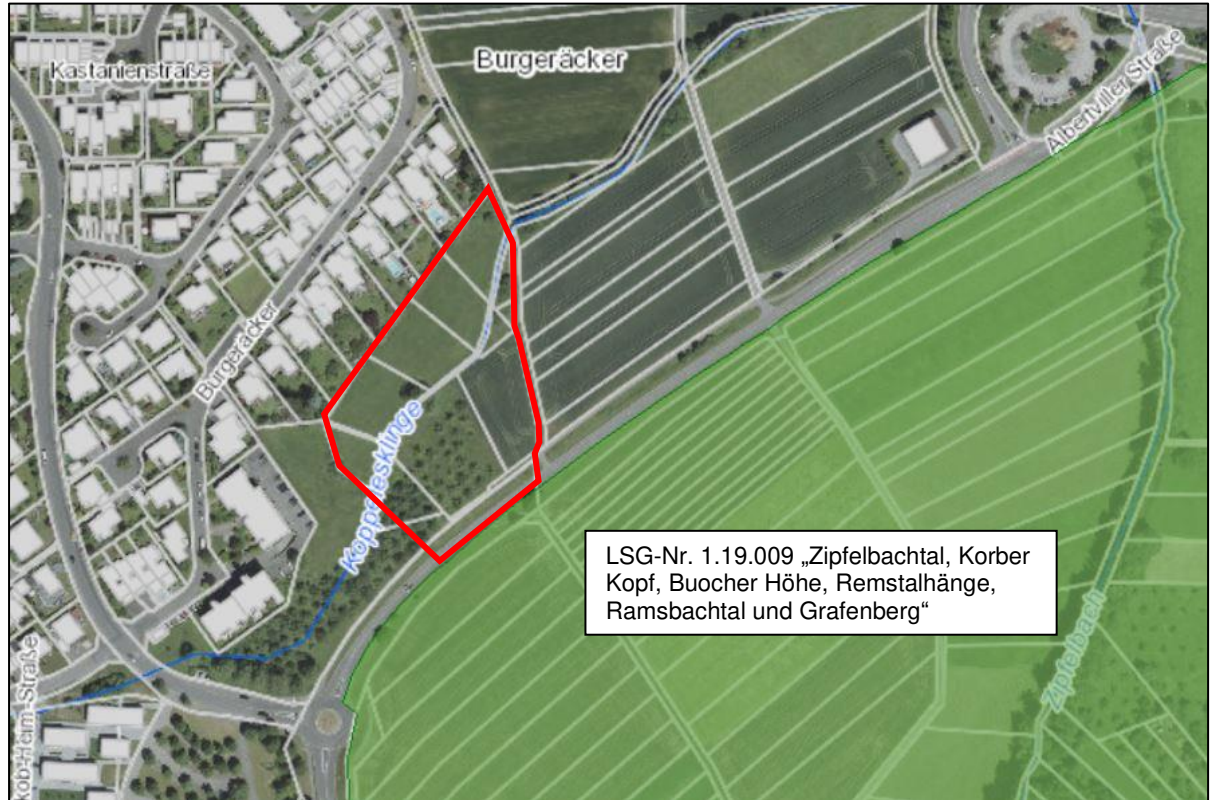 Burgeräcker
Kastanienstraße
Albertviller Straße
Burgeräcker
Koppelesklinge
LSG-Nr. 1.19.009 „Zipfelbachtal, Korber
Kopf, Buocher Höhe, Remstalhänge,
Ramsbachtal und Grafenberg“
Zipfelbach